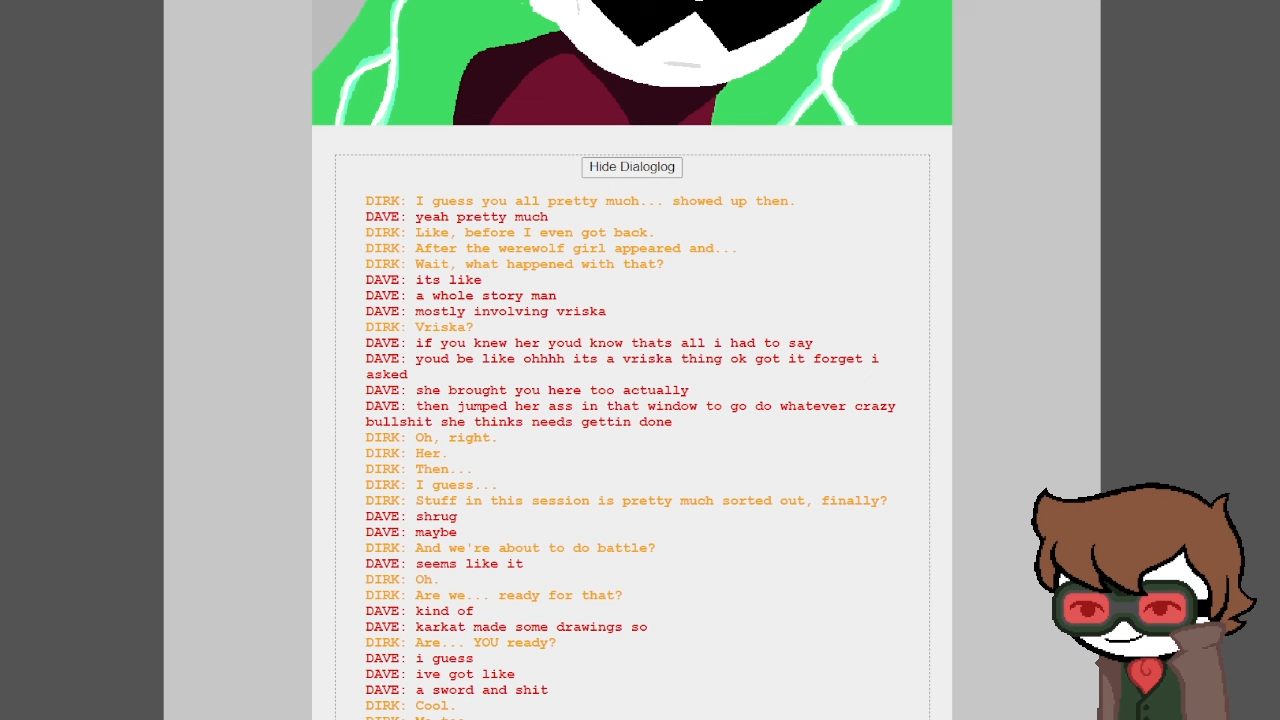 Hide Dialoglog
DIRK: I guess you all pretty much... showed up then.
DAVE: yeah pretty much
DIRK: Like, before I even got back.
DIRK: After the werewolf girl appeared and...
DIRK: Wait, what happened with that?
DAVE: its like
DAVE: a whole story man
DAVE: mostly involving vriska
DIRK: Vriska?
DAVE: if you knew her youd know thats all i had to say
DAVE: youd be like ohhhh its a vriska thing ok got it forget i
asked
DAVE: she brought you here too actually
DAVE: then jumped her ass in that window to go do whatever crazy
bullshit she thinks needs gettin done
DIRK: Oh, right.
DIRK: Her.
DIRK: Then...
DIRK: I guess...
DIRK: Stuff in this session is pretty much sorted out, finally?
DAVE: shrug
DAVE: maybe
DIRK: And we're about to do battle?
DAVE: seems like it
DIRK: Oh.
DIRK: Are we... ready for that?
DAVE: kind of
DAVE: karkat made some drawings so
DIRK: Are... YOU ready?
DAVE: i guess
DAVE: ive got like
DAVE: a sword and shit
DIRK: Cool.